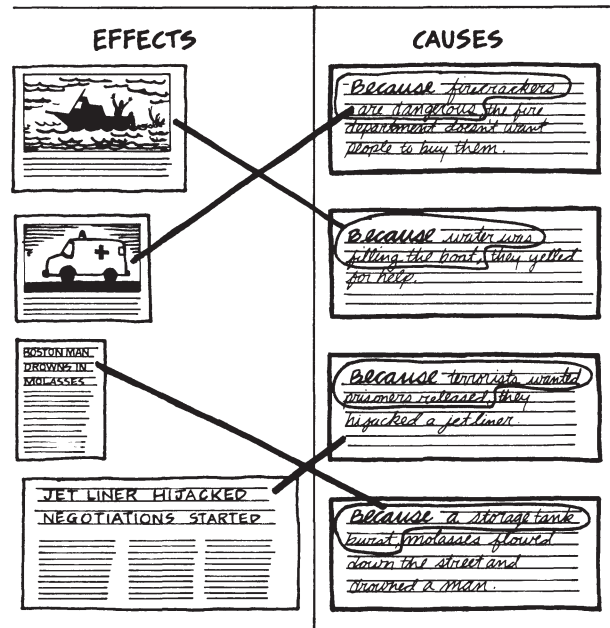 EFFECTS
CAUSES
Because firecrackers
are dangerous, the fire
department doesn't want
people to buy them.
Because water was
filling the boat, they yelled
for help.
BOSTON MAN
DROWNS IN
MOLASSES
Because terrorists wanted
prisoners released, they
hijacked a jet liner.
JET LINER HIJACKED
NEGOTIATIONS STARTED
Because a storage tank
burst, molasses flowed
down the street and
drowned a man.